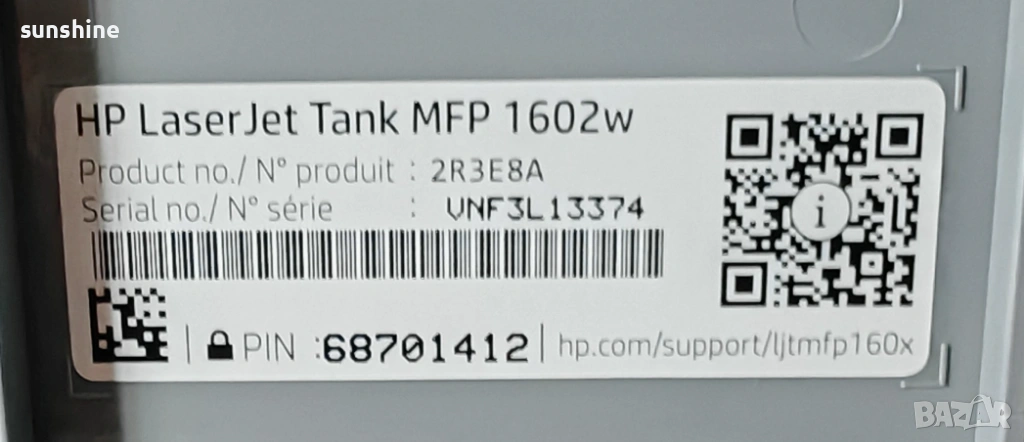 sunshine
HP LaserJet Tank MFP 1602w
Product no./ N° produit : 2R3E8A
Serial no./ N° série : VNF3L13374
PIN :68701412 | hp.com/support/ljtmfp160x
BAZAR